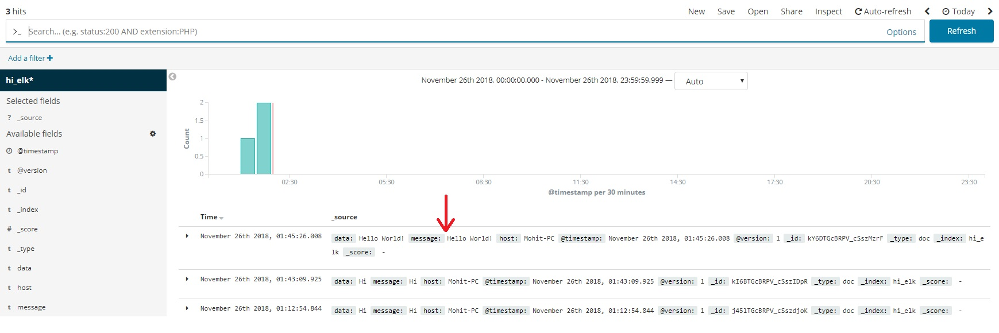 3 hits
New Save Open Share Inspect Auto-refresh Today
>_ Search... (e.g. status:200 AND extension:PHP) Options Refresh
Add a filter +
hi_elk*
November 26th 2018, 00:00:00.000 - November 26th 2018, 23:59:59.999 — Auto
Selected fields
? _source
Available fields
@timestamp
t @version
t _id
t _index
# _score
t _type
t data
t host
t message
Count
2
1.5
1
0.5
0
02:30 05:30 08:30 11:30 14:30 17:30 20:30 23:30
@timestamp per 30 minutes
Time _source
November 26th 2018, 01:45:26.008 data: Hello World! message: Hello World! host: Mohit-PC @timestamp: November 26th 2018, 01:45:26.008 @version: 1 _id: kY6DTGcBRPV_cSszMzrF _type: doc _index: hi_e
lk _score: -
November 26th 2018, 01:43:09.925 data: Hi message: Hi host: Mohit-PC @timestamp: November 26th 2018, 01:43:09.925 @version: 1 _id: kI6BTGcBRPV_cSszIDpR _type: doc _index: hi_elk _score: -
November 26th 2018, 01:12:54.844 data: Hi message: Hi host: Mohit-PC @timestamp: November 26th 2018, 01:12:54.844 @version: 1 _id: j45lTGcBRPV_cSszdjoK _type: doc _index: hi_elk _score: -